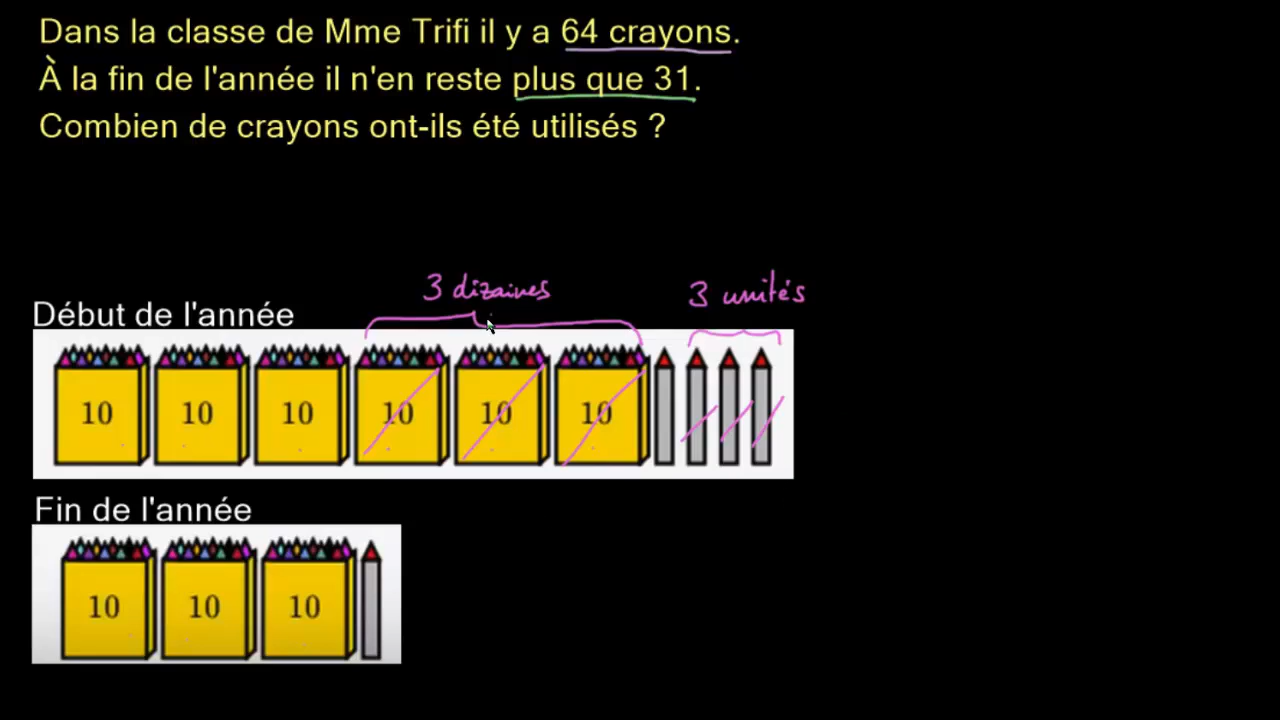 Dans la classe de Mme Trifi il y a 64 crayons.
À la fin de l'année il n'en reste plus que 31.
Combien de crayons ont-ils été utilisés ?
3 dizaines
3 unités
Début de l'année
10 10 10 10 10 10
Fin de l'année
10 10 10